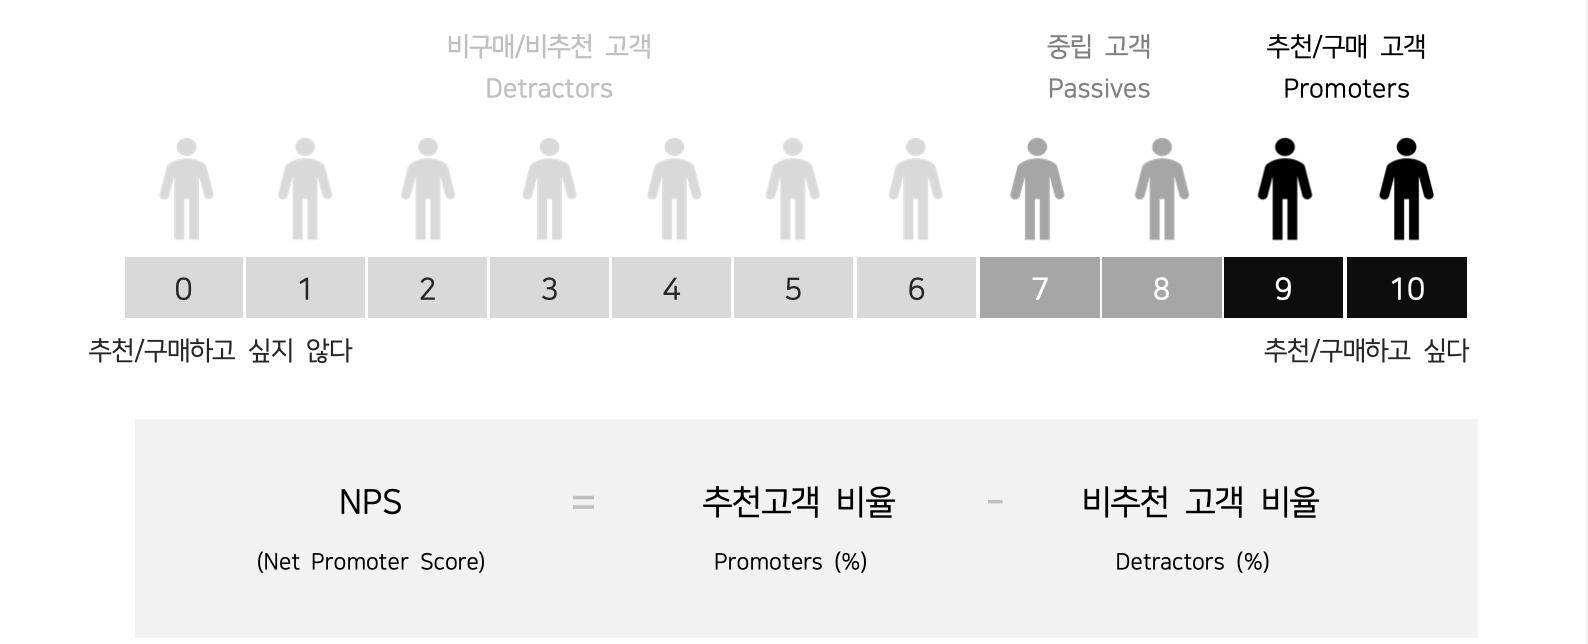 비구매/비추천 고객
Detractors
중립 고객
Passives
추천/구매 고객
Promoters
0 1 2 3 4 5 6 7 8 9 10
추천/구매하고 싶지 않다
추천/구매하고 싶다
NPS = 추천고객 비율 - 비추천 고객 비율
(Net Promoter Score) Promoters (%) Detractors (%)